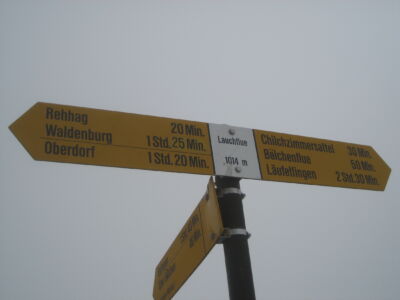 Rehhag 20 Min.
Waldenburg 1 Std. 25 Min.
Oberdorf 1 Std. 20 Min.
Lauchflue
1014 m
Chilchzimmersattel 30 Min.
Bölchenflue 50 Min.
Läufelfingen 2 Std. 30 Min.